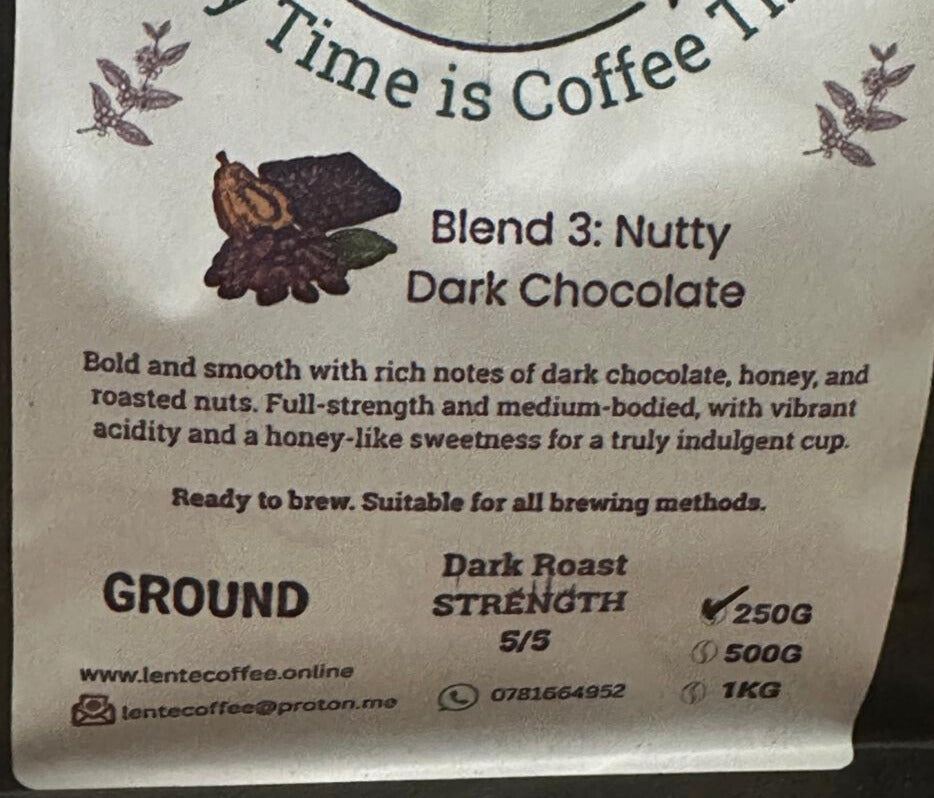 Time is Coffee
Blend 3: Nutty
Dark Chocolate
Bold and smooth with rich notes of dark chocolate, honey, and
roasted nuts. Full-strength and medium-bodied, with vibrant
acidity and a honey-like sweetness for a truly indulgent cup.
Ready to brew. Suitable for all brewing methods.
GROUND
Dark Roast
STRENGTH
5/5
250G
500G
1KG
www.lentecoffee.online
lentecoffee@proton.me
0781664952